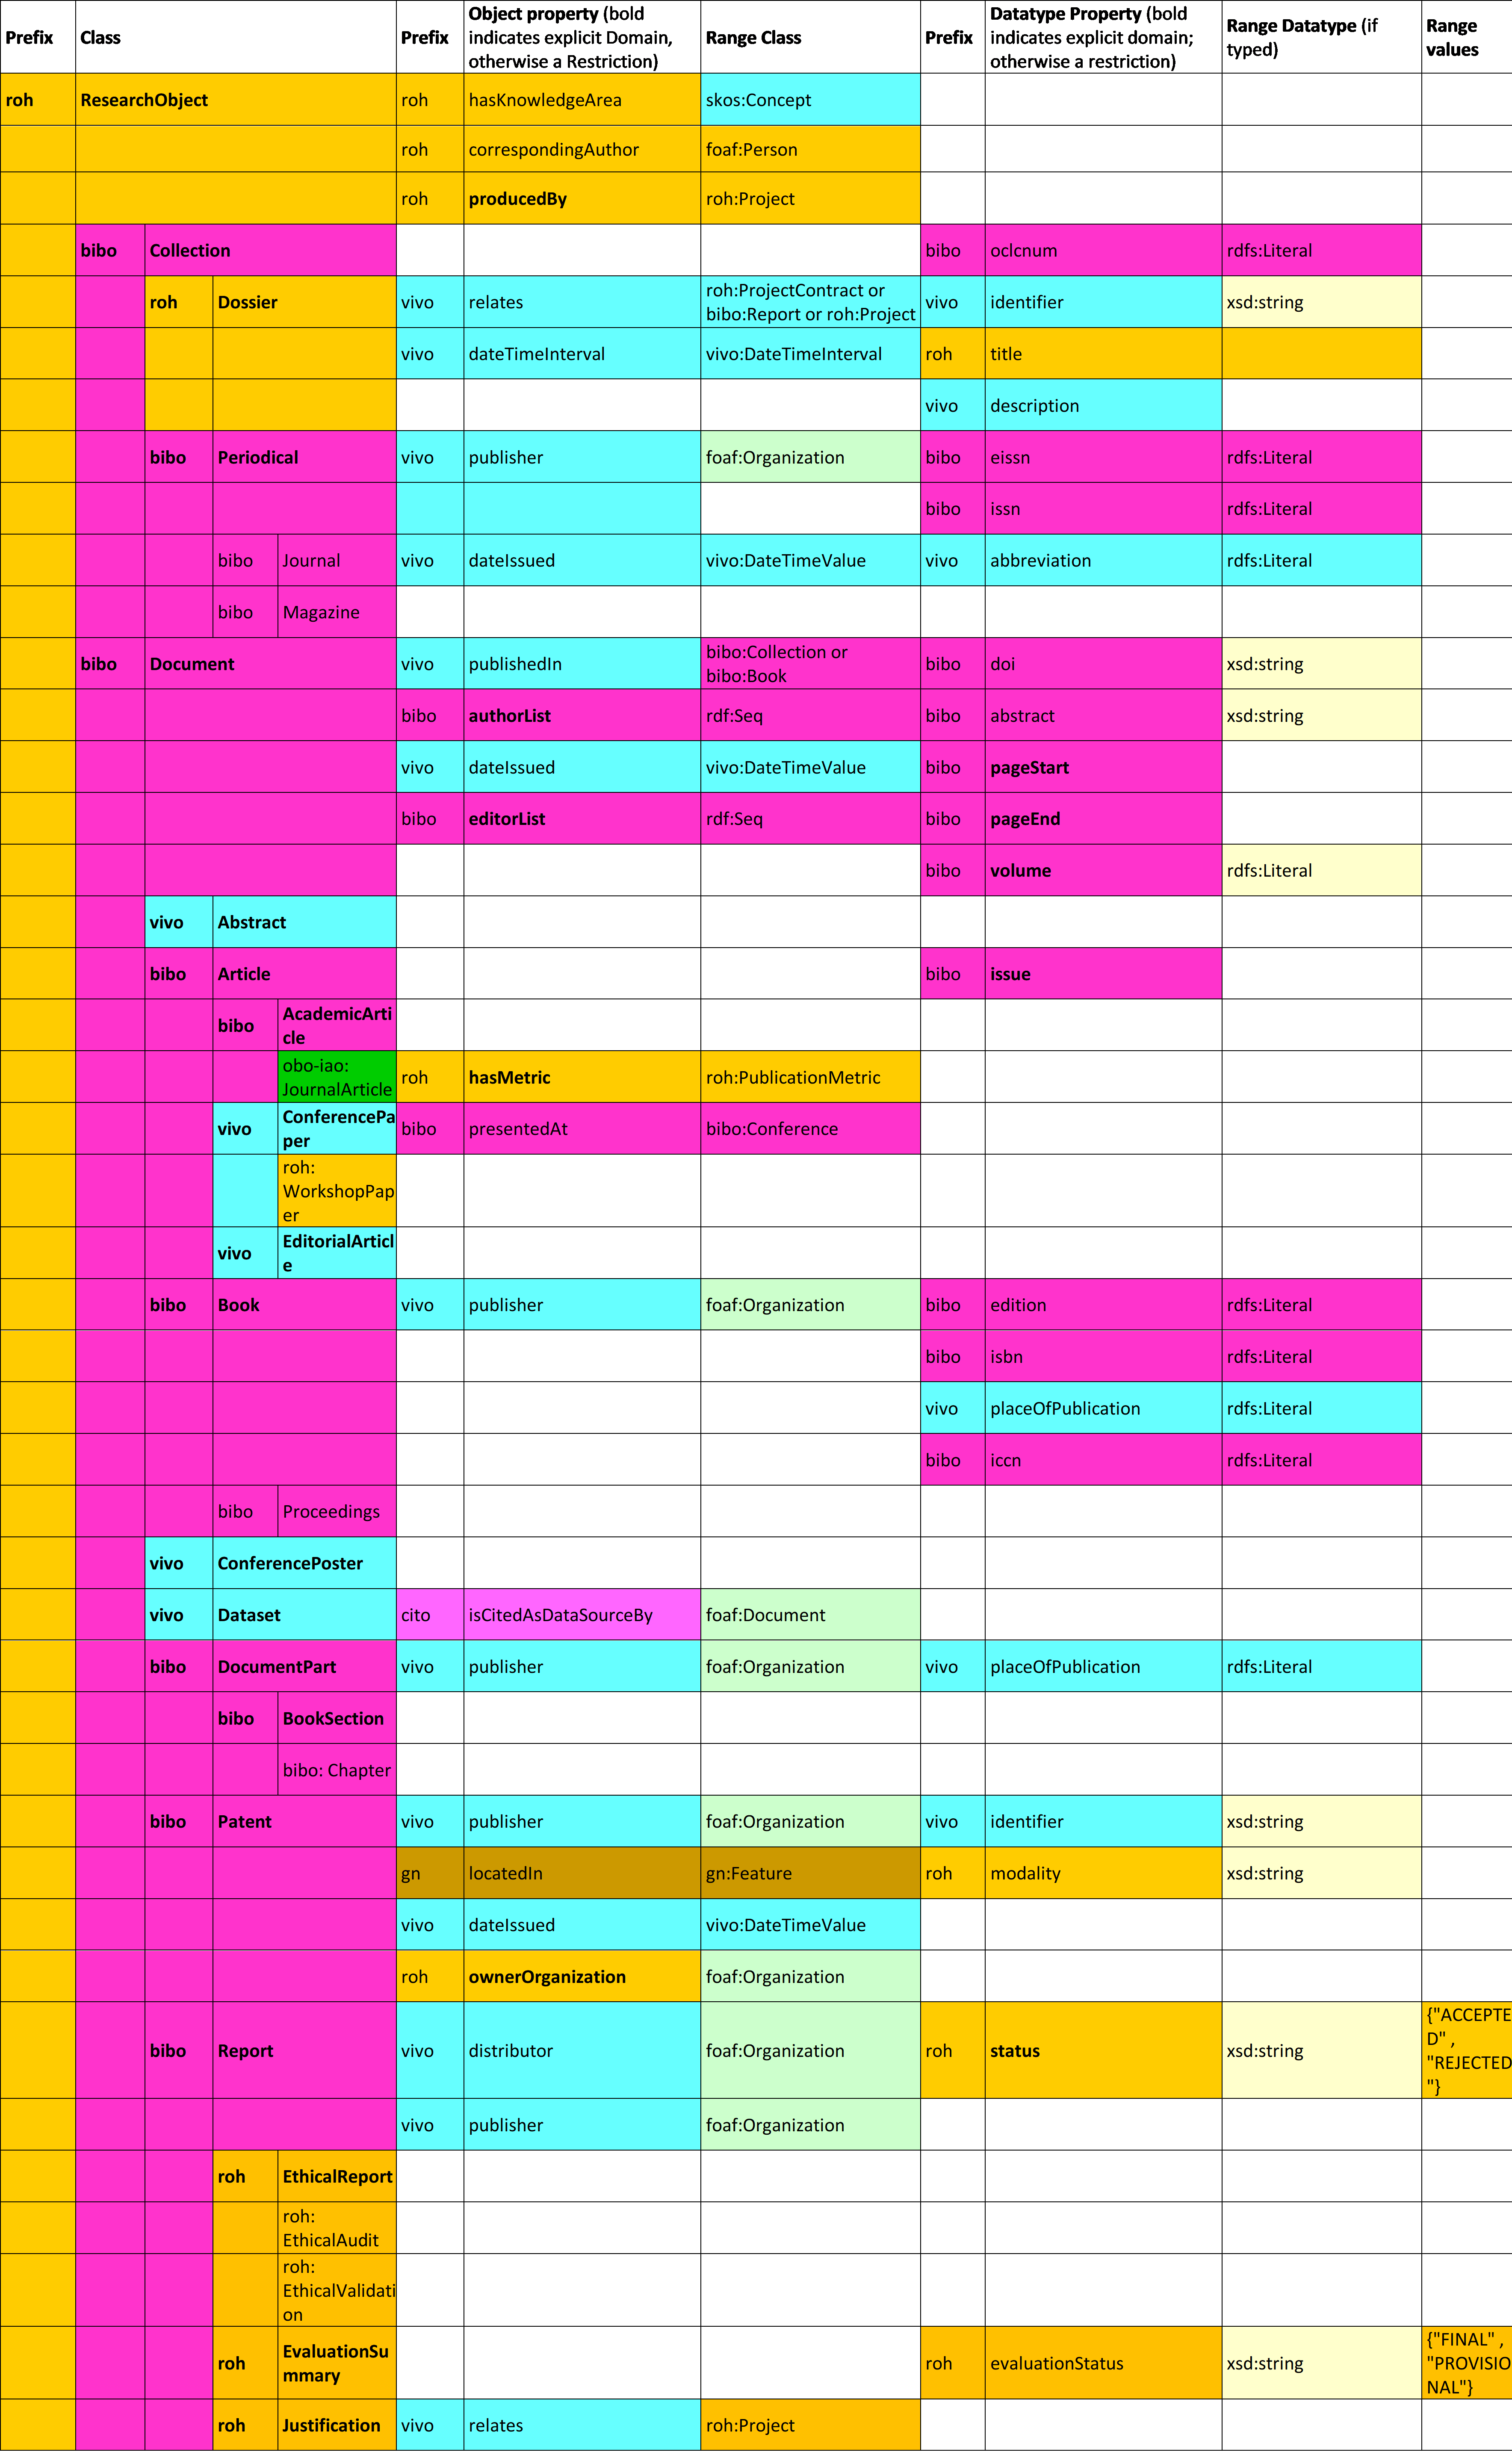 Prefix Class Prefix Object property (bold indicates explicit Domain, otherwise a Restriction) Range Class Prefix Datatype Property (bold indicates explicit domain; otherwise a restriction) Range Datatype (if typed) Range values
roh ResearchObject roh hasKnowledgeArea skos:Concept
roh correspondingAuthor foaf:Person
roh producedBy roh:Project
bibo Collection bibo oclcnum rdfs:Literal
roh Dossier vivo relates roh:ProjectContract or bibo:Report or roh:Project vivo identifier xsd:string
vivo dateTimeInterval vivo:DateTimeInterval roh title
vivo description
bibo Periodical vivo publisher foaf:Organization bibo eissn rdfs:Literal
bibo issn rdfs:Literal
bibo Journal vivo dateIssued vivo:DateTimeValue vivo abbreviation rdfs:Literal
bibo Magazine
bibo Document vivo publishedIn bibo:Collection or bibo:Book bibo doi xsd:string
bibo authorList rdf:Seq bibo abstract xsd:string
vivo dateIssued vivo:DateTimeValue bibo pageStart
bibo editorList rdf:Seq bibo pageEnd
bibo volume rdfs:Literal
vivo Abstract
bibo Article bibo issue
bibo AcademicArticle
obo-iao: JournalArticle roh hasMetric roh:PublicationMetric
vivo ConferencePaper bibo presentedAt bibo:Conference
roh: WorkshopPaper
vivo EditorialArticle
bibo Book vivo publisher foaf:Organization bibo edition rdfs:Literal
bibo isbn rdfs:Literal
vivo placeOfPublication rdfs:Literal
bibo iccn rdfs:Literal
bibo Proceedings
vivo ConferencePoster
vivo Dataset cito isCitedAsDataSourceBy foaf:Document
bibo DocumentPart vivo publisher foaf:Organization vivo placeOfPublication rdfs:Literal
bibo BookSection
bibo: Chapter
bibo Patent vivo publisher foaf:Organization vivo identifier xsd:string
gn locatedIn gn:Feature roh modality xsd:string
vivo dateIssued vivo:DateTimeValue
roh ownerOrganization foaf:Organization
bibo Report vivo distributor foaf:Organization roh status xsd:string {"ACCEPTED" , "REJECTED"}
vivo publisher foaf:Organization
roh EthicalReport
roh: EthicalAudit
roh: EthicalValidation
roh EvaluationSummary roh evaluationStatus xsd:string {"FINAL" , "PROVISIONAL"}
roh Justification vivo relates roh:Project